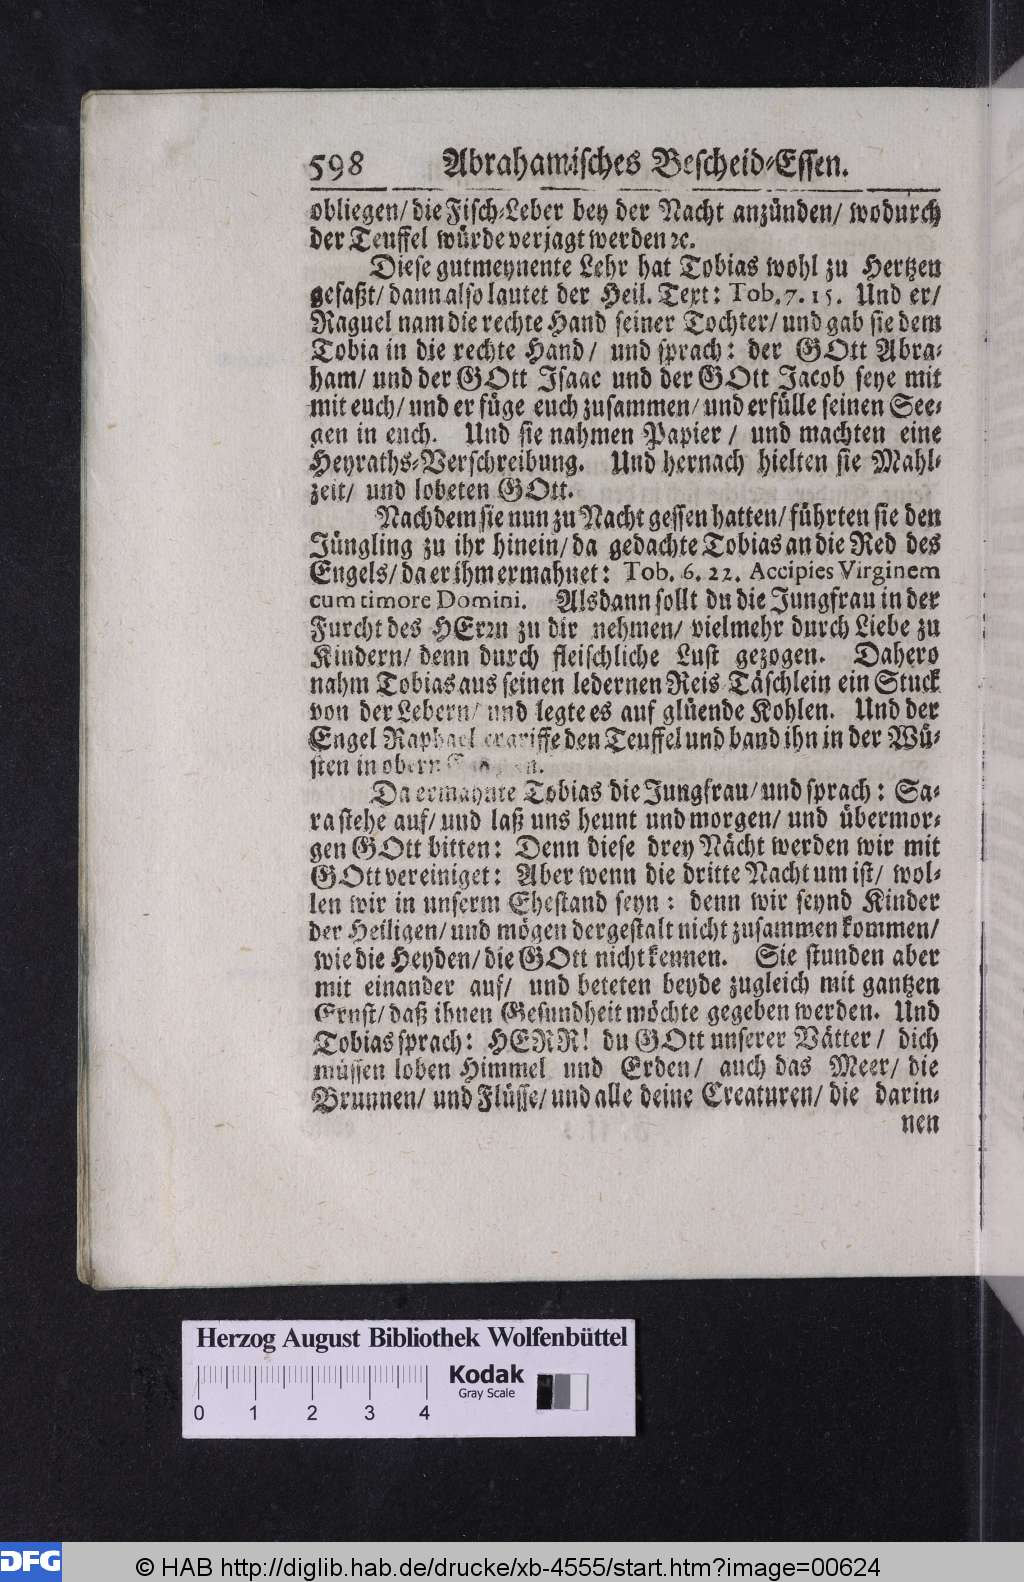 598 Abrahamisches Bescheid-Essen.
obliegen/ die Fisch-Leber bey der Nacht anzünden/ wodurch
der Teuffel würde verjagt werden ꝛc.
Diese gutmeynente Lehr hat Tobias wohl zu Hertzen
gefaßt/ dann also lautet der Heil. Text: Tob. 7. 15. Und er/
Raguel nam die rechte Hand seiner Tochter/ und gab sie dem
Tobia in die rechte Hand/ und sprach: der GOtt Abra-
ham/ und der GOtt Isaac und der GOtt Jacob seye mit
mit euch/ und er füge euch zusammen/ und erfülle seinen See-
gen in euch. Und sie nahmen Papier/ und machten eine
Heyraths-Verschreibung. Und hernach hielten sie Mahl-
zeit/ und lobeten GOtt.
Nachdem sie nun zu Nacht gessen hatten/ führten sie den
Jüngling zu ihr hinein/ da gedachte Tobias an die Red des
Engels/ da er ihm ermahnet: Tob. 6. 22. Accipies Virginem
cum timore Domini. Alsdann sollt du die Jungfrau in der
Furcht des HErꝛn zu dir nehmen/ vielmehr durch Liebe zu
Kindern/ denn durch fleischliche Lust gezogen. Dahero
nahm Tobias aus seinen ledernen Reis-Täschlein ein Stuck
von der Lebern/ und legte es auf glüende Kohlen. Und der
Engel Raphael ergriffe den Teuffel und band ihn in der Wü-
sten in obern
Da ermahnte Tobias die Jungfrau/ und sprach: Sa-
ra stehe auf/ und laß uns heunt und morgen/ und übermor-
gen GOtt bitten: Denn diese drey Nächt werden wir mit
GOtt vereiniget: Aber wenn die dritte Nacht um ist/ wol-
len wir in unserm Ehestand seyn: denn wir seynd Kinder
der Heiligen/ und mögen dergestalt nicht zusammen kommen/
wie die Heyden/ die GOtt nicht kennen. Sie stunden aber
mit einander auf/ und beteten beyde zugleich mit gantzen
Ernst/ daß ihnen Gesundheit möchte gegeben werden. Und
Tobias sprach: HERR! du GOtt unserer Vätter/ dich
müssen loben Himmel und Erden/ auch das Meer/ die
Brunnen/ und Flüsse/ und alle deine Creaturen/ die darin-
nen
Herzog August Bibliothek Wolfenbüttel
Kodak
Gray Scale
0 1 2 3 4
DFG
© HAB http://diglib.hab.de/drucke/xb-4555/start.htm?image=00624